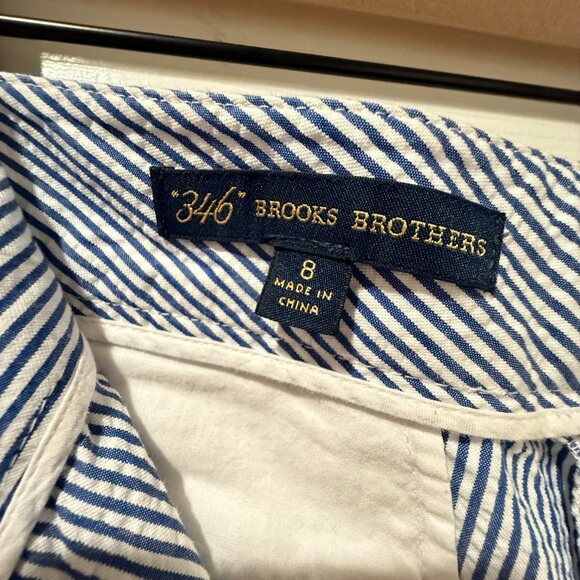 "346" BROOKS BROTHERS
8
MADE IN
CHINA